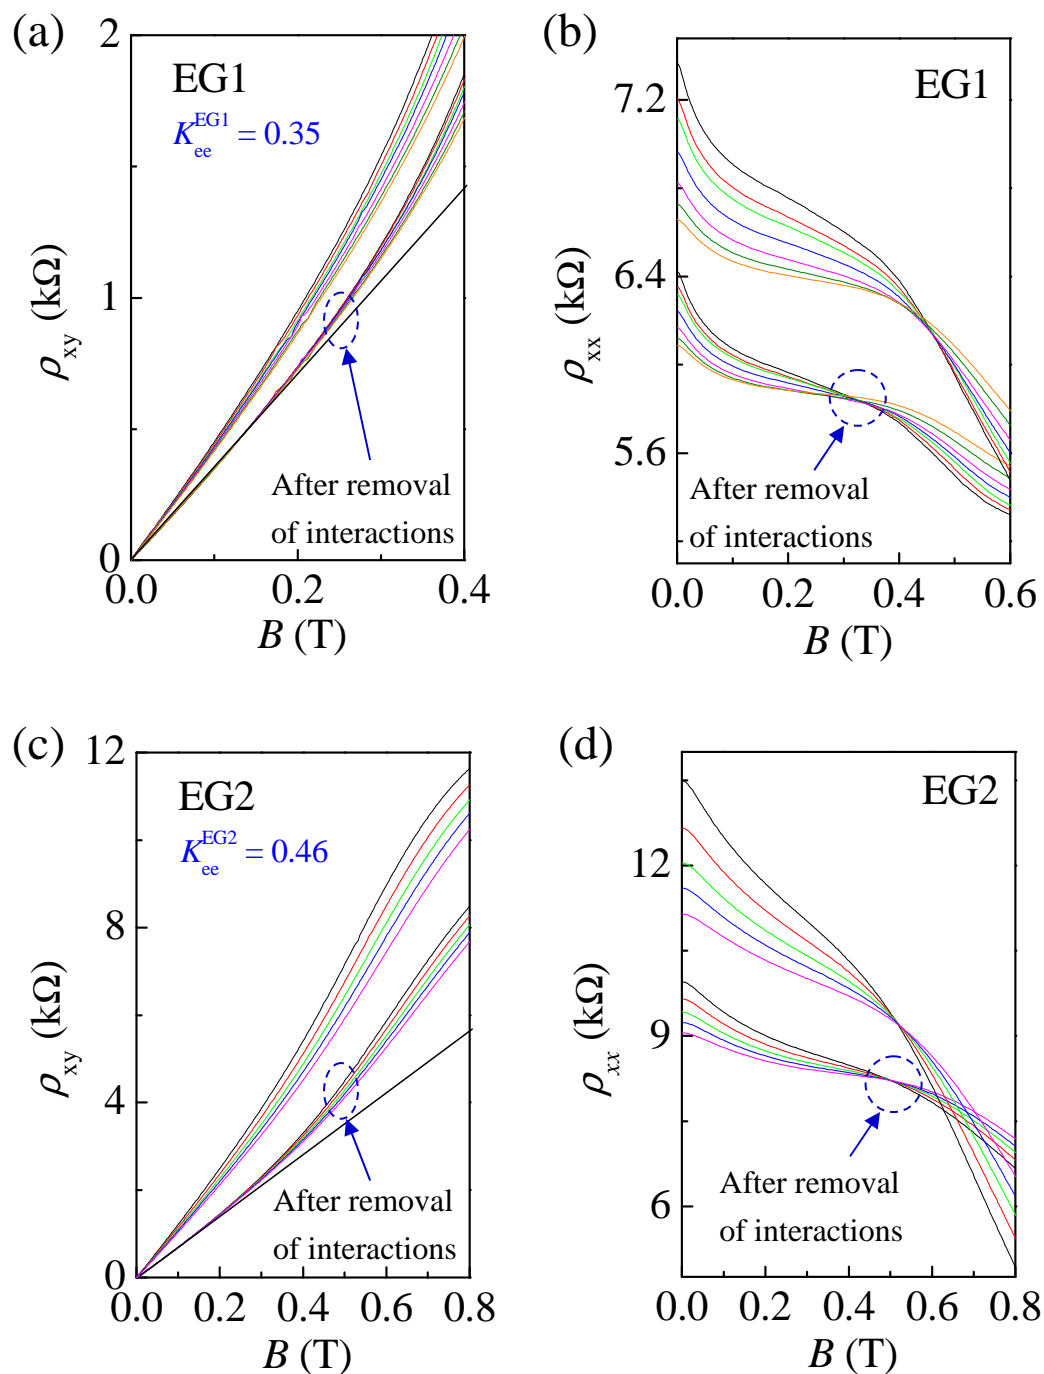 (a)
2
1
0
ρxy (kΩ)
EG1
K_ee^EG1 = 0.35
After removal
of interactions
0.0 0.2 0.4
B (T)
(b)
7.2
6.4
5.6
ρxx (kΩ)
EG1
After removal
of interactions
0.0 0.2 0.4 0.6
B (T)
(c)
12
8
4
0
ρxy (kΩ)
EG2
K_ee^EG2 = 0.46
After removal
of interactions
0.0 0.2 0.4 0.6 0.8
B (T)
(d)
12
9
6
ρxx (kΩ)
EG2
After removal
of interactions
0.0 0.2 0.4 0.6 0.8
B (T)